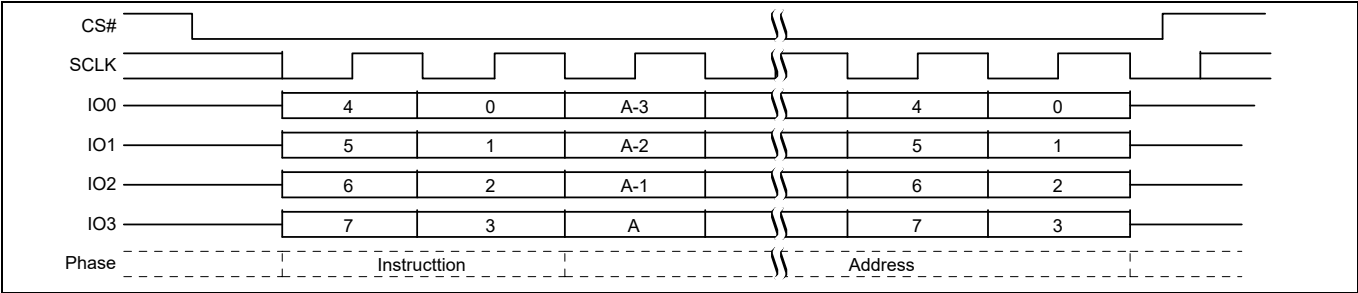 CS#
SCLK
IO0 4 0 A-3 4 0
IO1 5 1 A-2 5 1
IO2 6 2 A-1 6 2
IO3 7 3 A 7 3
Phase Instructtion Address